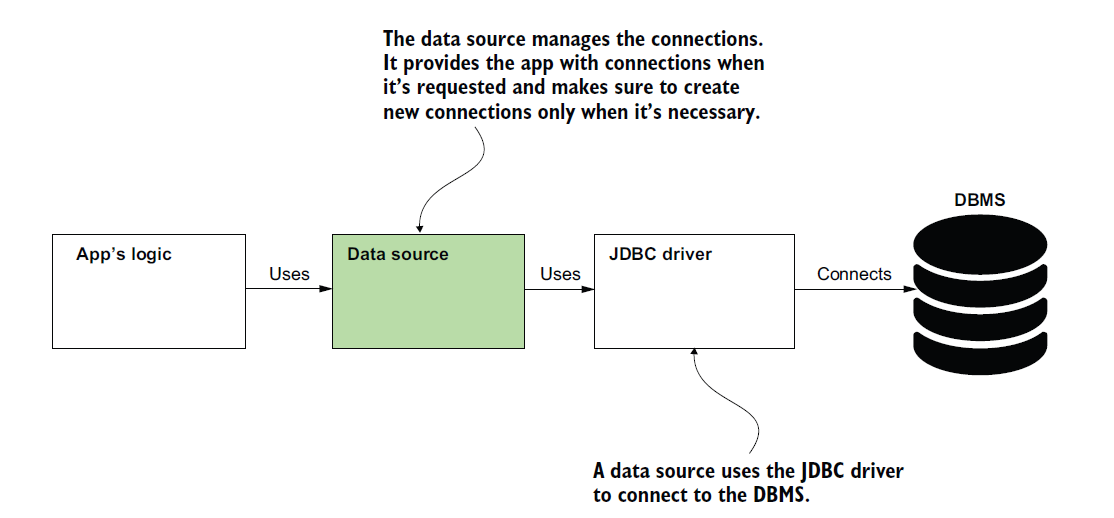 The data source manages the connections.
It provides the app with connections when
it’s requested and makes sure to create
new connections only when it’s necessary.
DBMS
App’s logic
Uses
Data source
Uses
JDBC driver
Connects
A data source uses the JDBC driver
to connect to the DBMS.